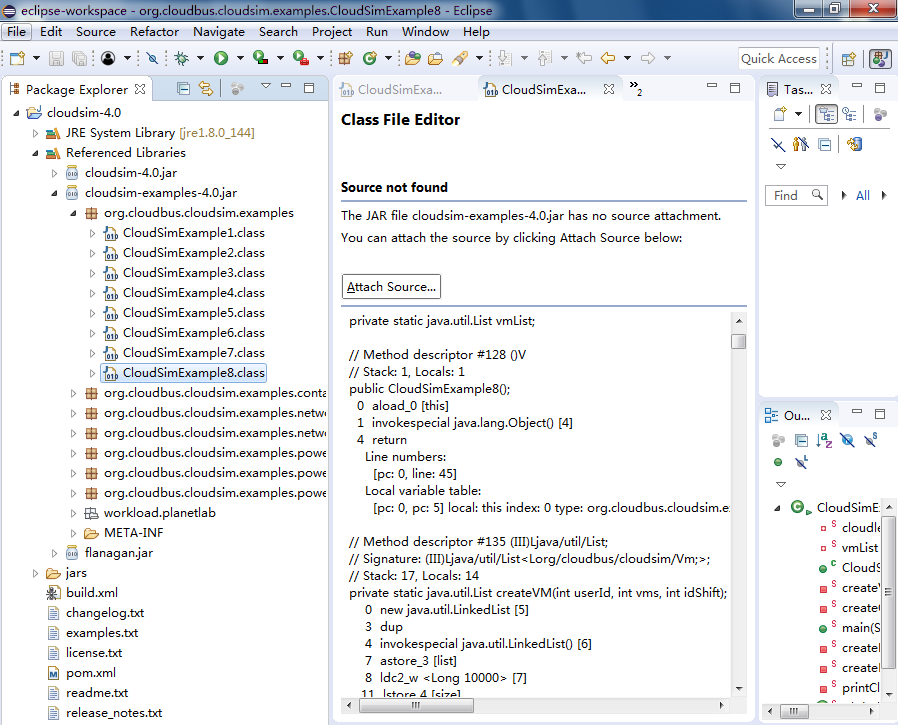 eclipse-workspace - org.cloudbus.cloudsim.examples.CloudSimExample8 - Eclipse
File Edit Source Refactor Navigate Search Project Run Window Help
Quick Access
Package Explorer
cloudsim-4.0
JRE System Library [jre1.8.0_144]
Referenced Libraries
cloudsim-4.0.jar
cloudsim-examples-4.0.jar
org.cloudbus.cloudsim.examples
CloudSimExample1.class
CloudSimExample2.class
CloudSimExample3.class
CloudSimExample4.class
CloudSimExample5.class
CloudSimExample6.class
CloudSimExample7.class
CloudSimExample8.class
org.cloudbus.cloudsim.examples.conta
org.cloudbus.cloudsim.examples.netw
org.cloudbus.cloudsim.examples.netw
org.cloudbus.cloudsim.examples.powe
org.cloudbus.cloudsim.examples.powe
org.cloudbus.cloudsim.examples.powe
workload.planetlab
META-INF
flanagan.jar
jars
build.xml
changelog.txt
examples.txt
license.txt
pom.xml
readme.txt
release_notes.txt
CloudSimExa...
CloudSimExa...
»2
Class File Editor
Source not found
The JAR file cloudsim-examples-4.0.jar has no source attachment.
You can attach the source by clicking Attach Source below:
Attach Source...
private static java.util.List vmList;
// Method descriptor #128 ()V
// Stack: 1, Locals: 1
public CloudSimExample8();
0 aload_0 [this]
1 invokespecial java.lang.Object() [4]
4 return
Line numbers:
[pc: 0, line: 45]
Local variable table:
[pc: 0, pc: 5] local: this index: 0 type: org.cloudbus.cloudsim.e
// Method descriptor #135 (III)Ljava/util/List;
// Signature: (III)Ljava/util/List<Lorg/cloudbus/cloudsim/Vm;>;
// Stack: 17, Locals: 14
private static java.util.List createVM(int userId, int vms, int idShift);
0 new java.util.LinkedList [5]
3 dup
4 invokespecial java.util.LinkedList() [6]
7 astore_3 [list]
8 ldc2_w <Long 10000> [7]
11 lstore 4 [size]
Tas...
Find
All
Ou...
CloudSimE
cloudle
vmList
CloudS
create
create
main(S
create
create
printCl